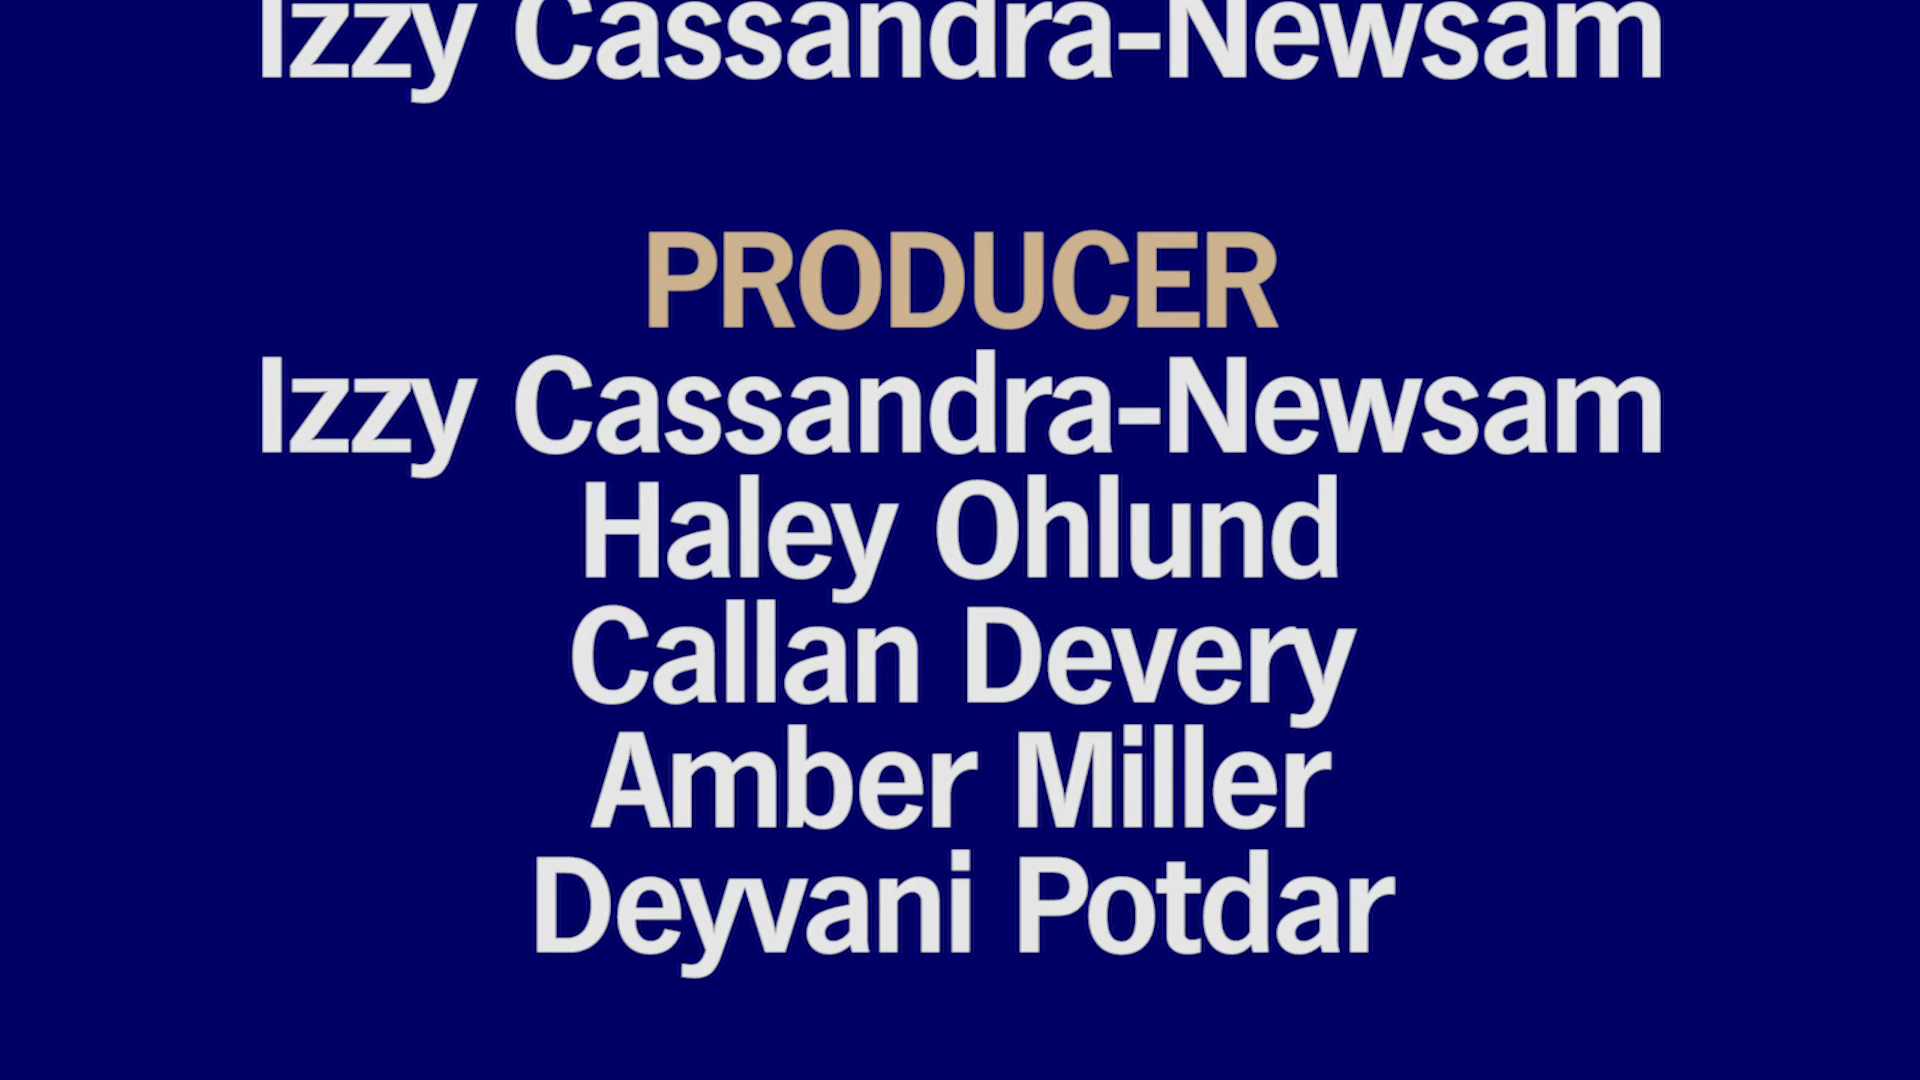 Izzy Cassandra-Newsam
PRODUCER
Izzy Cassandra-Newsam
Haley Ohlund
Callan Devery
Amber Miller
Deyvani Potdar